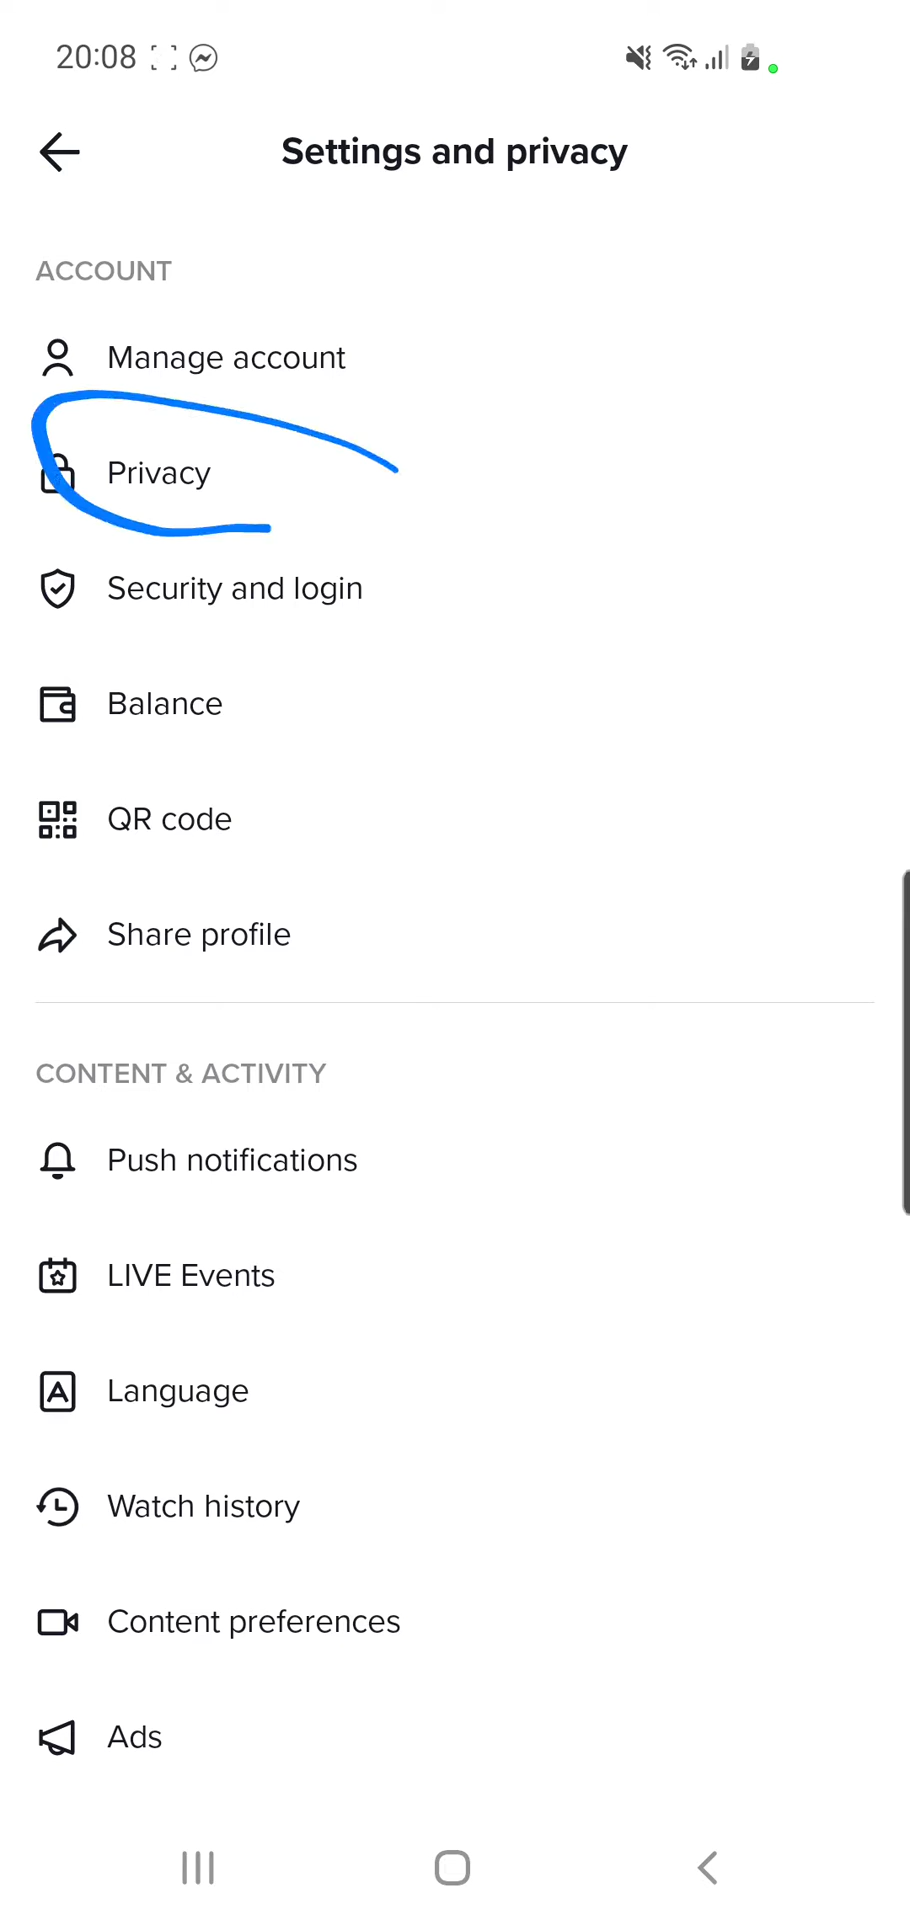 20:08
Settings and privacy
ACCOUNT
Manage account
Privacy
Security and login
Balance
QR code
Share profile
CONTENT & ACTIVITY
Push notifications
LIVE Events
Language
Watch history
Content preferences
Ads